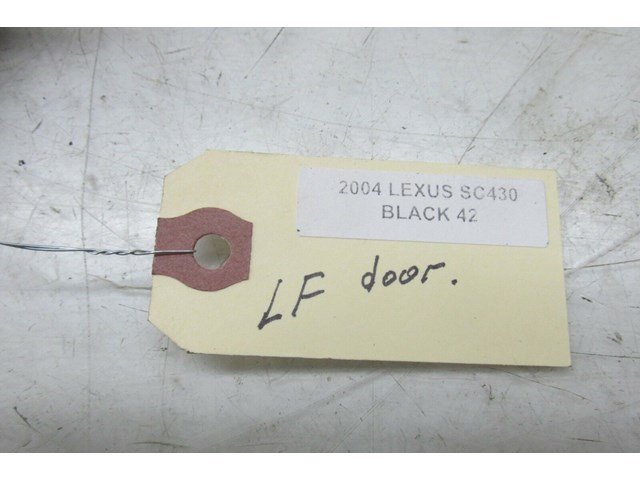 2004 LEXUS SC430
BLACK 42
LF door.